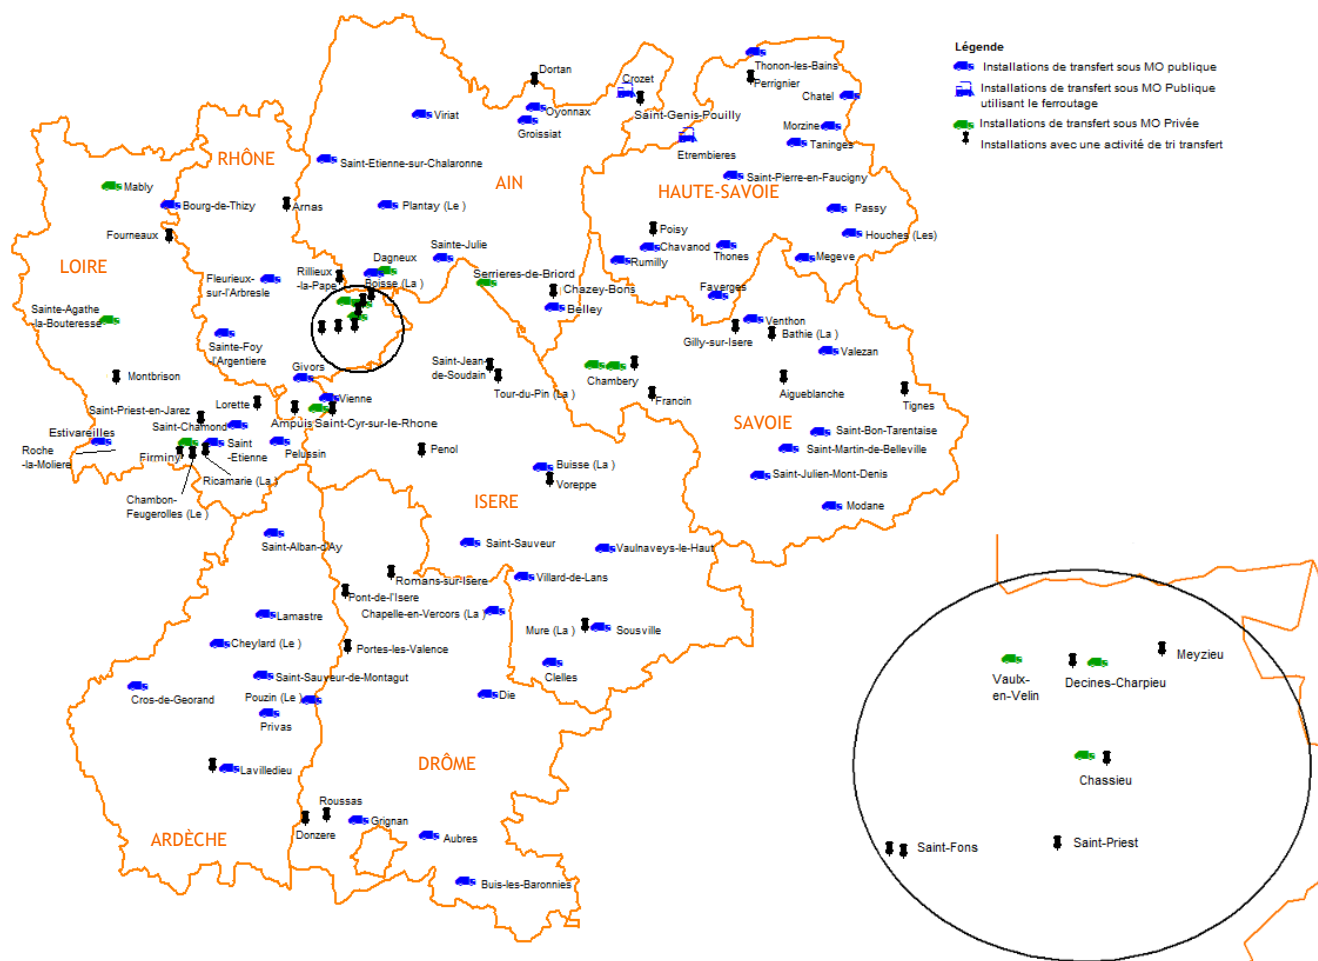 Légende
Installations de transfert sous MO publique
Installations de transfert sous MO Publique
utilisant le ferroutage
Installations de transfert sous MO Privée
Installations avec une activité de tri transfert
Dortan
Crozet
Thonon-les-Bains
Perrignier
Chatel
Oyonnax
Viriat
Groissiat
Saint-Genis-Pouilly
Morzine
Taninges
Etrembieres
RHÔNE
Saint-Etienne-sur-Chalaronne
AIN
HAUTE-SAVOIE
Saint-Pierre-en-Faucigny
Mably
Bourg-de-Thizy
Arnas
Plantay (Le )
Passy
Fourneaux
Poisy
Houches (Les)
Sainte-Julie
Chavanod
Rumilly
Thones
Megeve
LOIRE
Dagneux
Fleurieux-
sur-l'Arbresle
Rillieux
-la-Pape
Boisse (La )
Serrieres-de-Briord
Chazey-Bons
Faverges
Belley
Sainte-Agathe
-la-Bouteresse
Venthon
Gilly-sur-Isere
Bathie (La )
Sainte-Foy
l'Argentiere
Valezan
Givors
Saint-Jean-
de-Soudain
Chambery
Montbrison
Tour-du-Pin (La )
Aigueblanche
Francin
Tignes
Vienne
Lorette
Saint-Priest-en-Jarez
Ampuis
Saint-Cyr-sur-le-Rhone
SAVOIE
Saint-Chamond
Estivareilles
Saint-Bon-Tarentaise
Saint
-Etienne
Pelussin
Penol
Saint-Martin-de-Belleville
Roche
-la-Moliere
Firminy
Buisse (La )
Voreppe
Saint-Julien-Mont-Denis
Ricamarie (La )
Chambon-
Feugerolles (Le )
ISERE
Modane
Saint-Alban-d'Ay
Saint-Sauveur
Vaulnaveys-le-Haut
Romans-sur-Isere
Villard-de-Lans
Pont-de-l'Isere
Chapelle-en-Vercors (La )
Lamastre
Mure (La )
Sousville
Cheylard (Le )
Portes-les-Valence
Clelles
Saint-Sauveur-de-Montagut
Cros-de-Georand
Pouzin (Le )
Die
Privas
Lavilledieu
DRÔME
Roussas
Grignan
Donzere
Aubres
ARDÈCHE
Buis-les-Baronnies
Vaulx-
en-Velin
Decines-Charpieu
Meyzieu
Chassieu
Saint-Fons
Saint-Priest